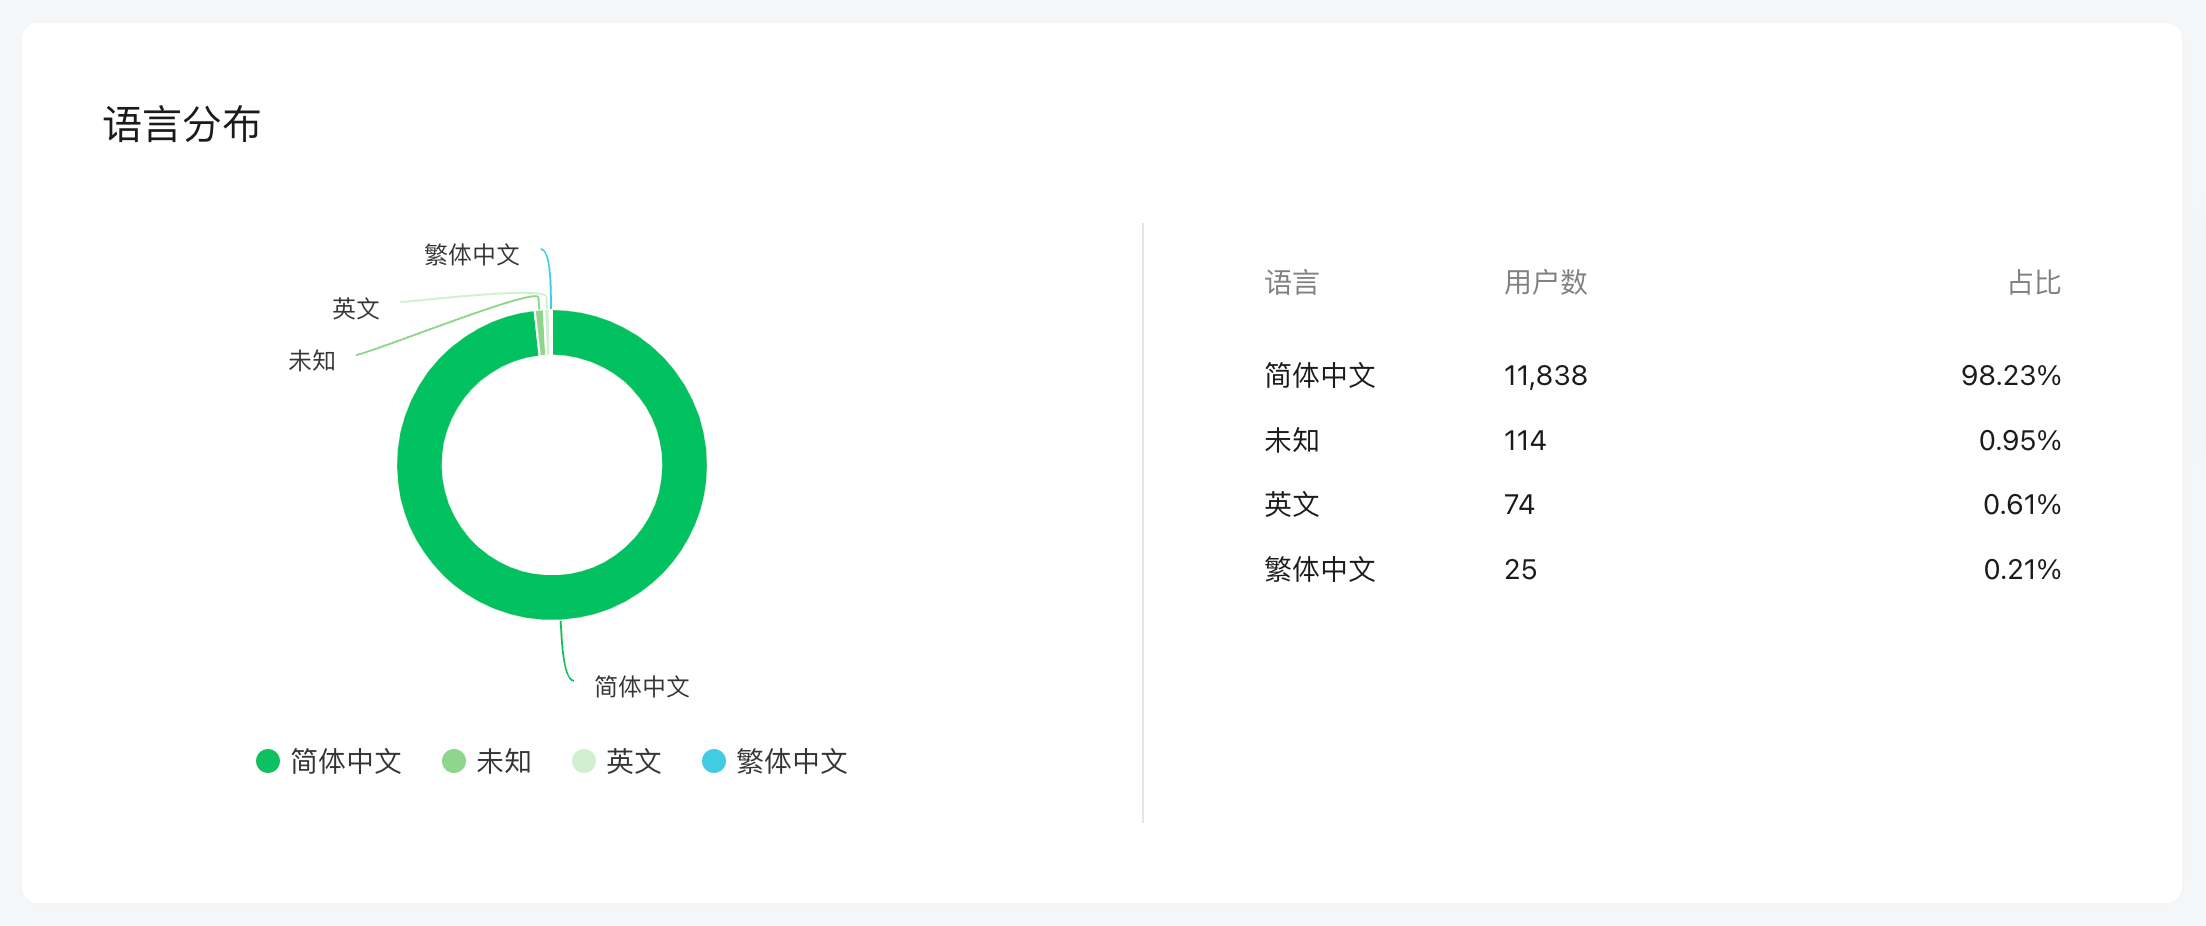 语言分布
繁体中文
英文
未知
简体中文
简体中文 未知 英文 繁体中文
语言 用户数 占比
简体中文 11,838 98.23%
未知 114 0.95%
英文 74 0.61%
繁体中文 25 0.21%